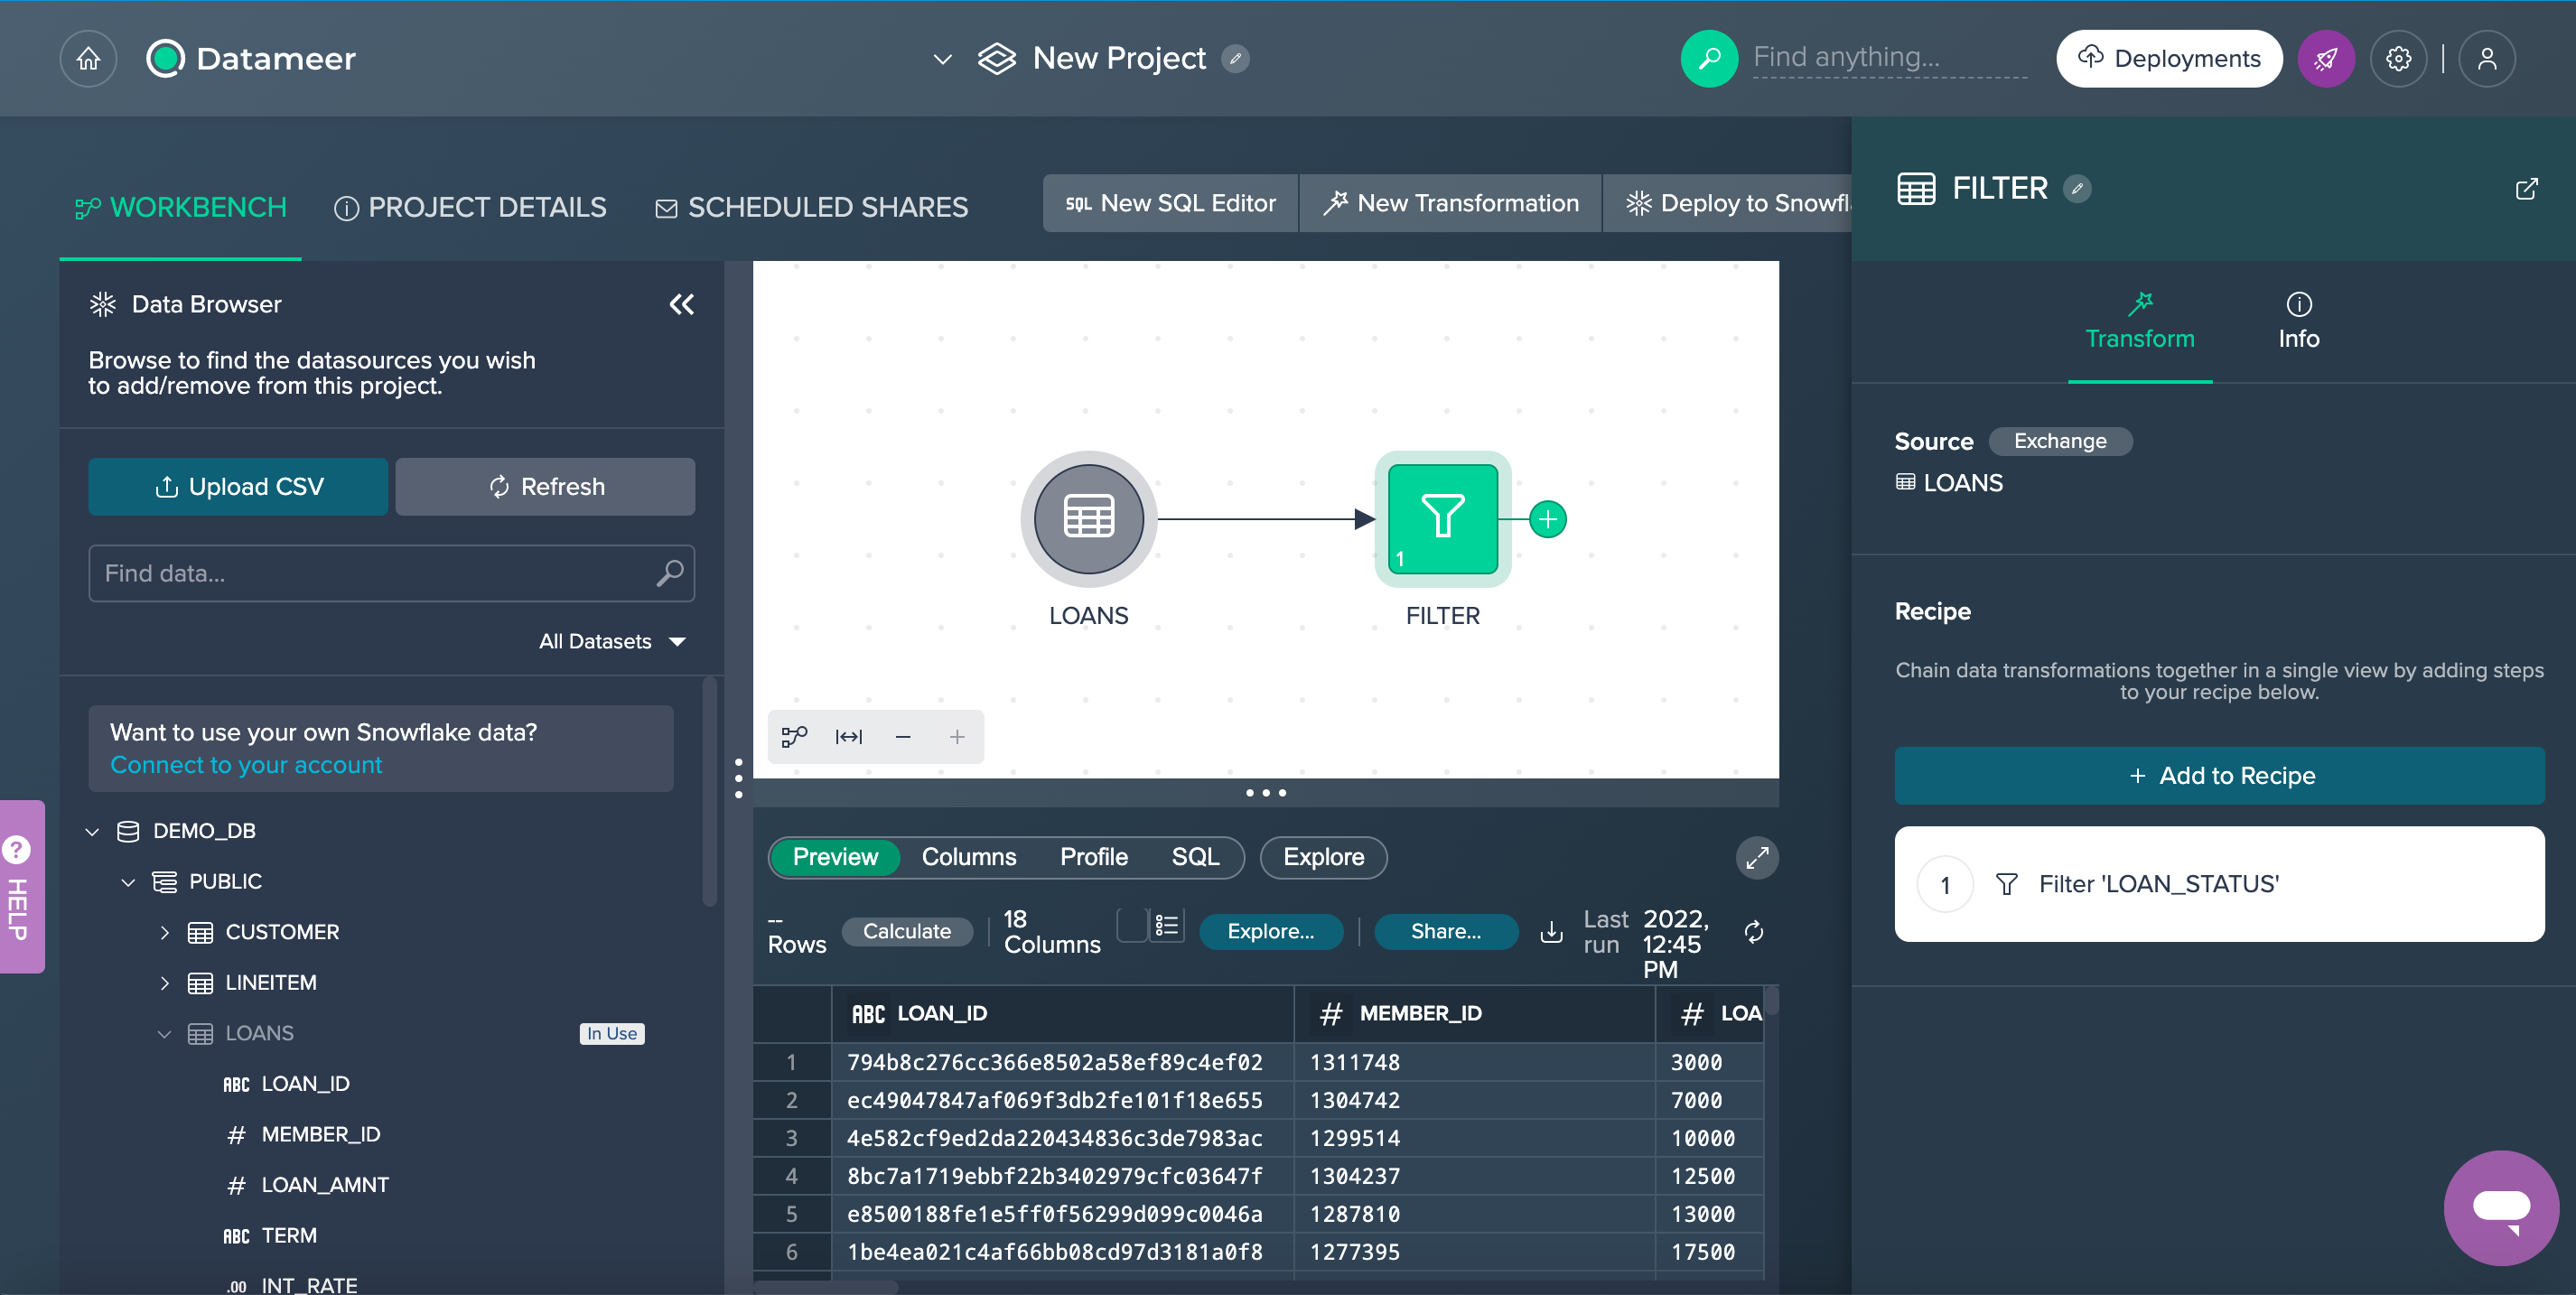 Datameer
New Project
Find anything...
Deployments
WORKBENCH
PROJECT DETAILS
SCHEDULED SHARES
SQL New SQL Editor
New Transformation
Deploy to Snowfl
Data Browser
Browse to find the datasources you wish
to add/remove from this project.
Upload CSV
Refresh
Find data...
All Datasets
Want to use your own Snowflake data?
Connect to your account
DEMO_DB
PUBLIC
CUSTOMER
LINEITEM
LOANS
In Use
ABC LOAN_ID
# MEMBER_ID
# LOAN_AMNT
ABC TERM
.00 INT_RATE
? HELP
LOANS
1
FILTER
Preview
Columns
Profile
SQL
Explore
--
Rows
Calculate
18
Columns
Explore...
Share...
Last
run
2022,
12:45
PM
ABC LOAN_ID
# MEMBER_ID
# LOA
1 794b8c276cc366e8502a58ef89c4ef02 1311748 3000
2 ec49047847af069f3db2fe101f18e655 1304742 7000
3 4e582cf9ed2da220434836c3de7983ac 1299514 10000
4 8bc7a1719ebbf22b3402979cfc03647f 1304237 12500
5 e8500188fe1e5ff0f56299d099c0046a 1287810 13000
6 1be4ea021c4af66bb08cd97d3181a0f8 1277395 17500
FILTER
Transform
Info
Source
Exchange
LOANS
Recipe
Chain data transformations together in a single view by adding steps
to your recipe below.
+ Add to Recipe
1 Filter 'LOAN_STATUS'